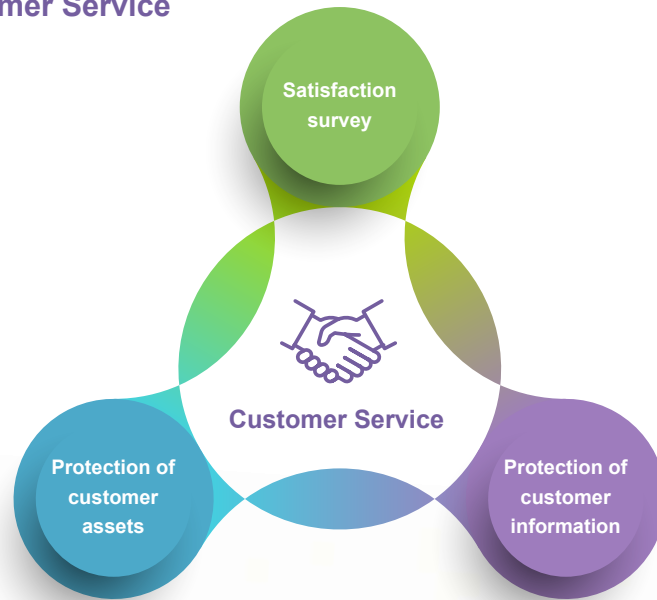 mer Service
Satisfaction
survey
Customer Service
Protection of
customer
assets
Protection of
customer
information